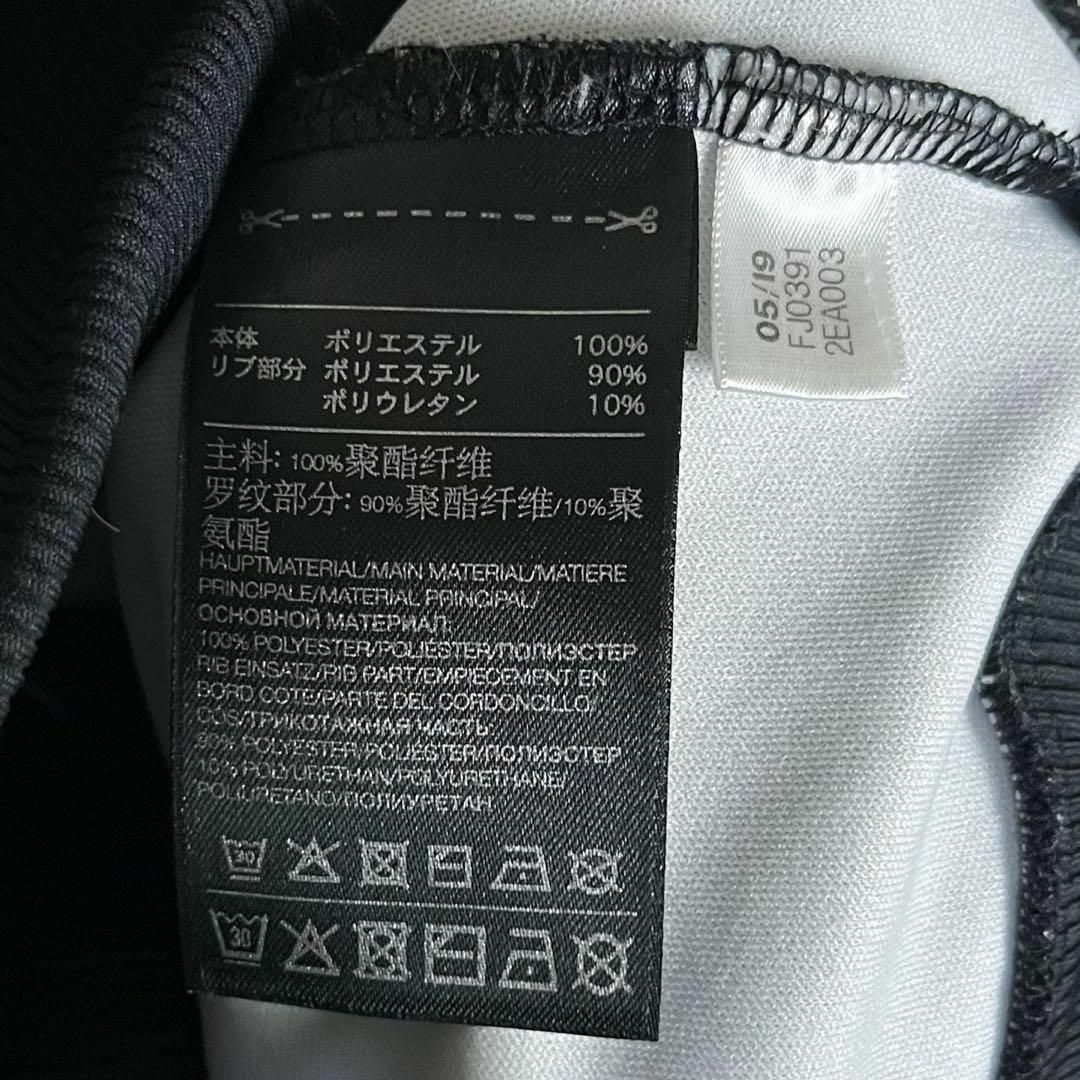 本体 ポリエステル 100%
リブ部分 ポリエステル 90%
ポリウレタン 10%
主料: 100%聚酯纤维
罗纹部分: 90%聚酯纤维/10%聚
氨酯
HAUPTMATERIAL/MAIN MATERIAL/MATIERE
PRINCIPALE/MATERIAL PRINCIPAL/
ОСНОВНОЙ МАТЕРИАЛ:
100% POLYESTER/POLIESTER/ПОЛИЭСТЕР
RIB EINSATZ/RIB PART/EMPIECEMENT EN
BORD COTE/PARTE DEL CORDONCILLO/
COS/ТРИКОТАЖНАЯ ЧАСТЬ:
90% POLYESTER/POLIESTER/ПОЛИЭСТЕР
10% POLYURETHAN/POLYURETHANE/
POLIURETANO/ПОЛИУРЕТАН
30
30
05/19
FJ0391
2EA003